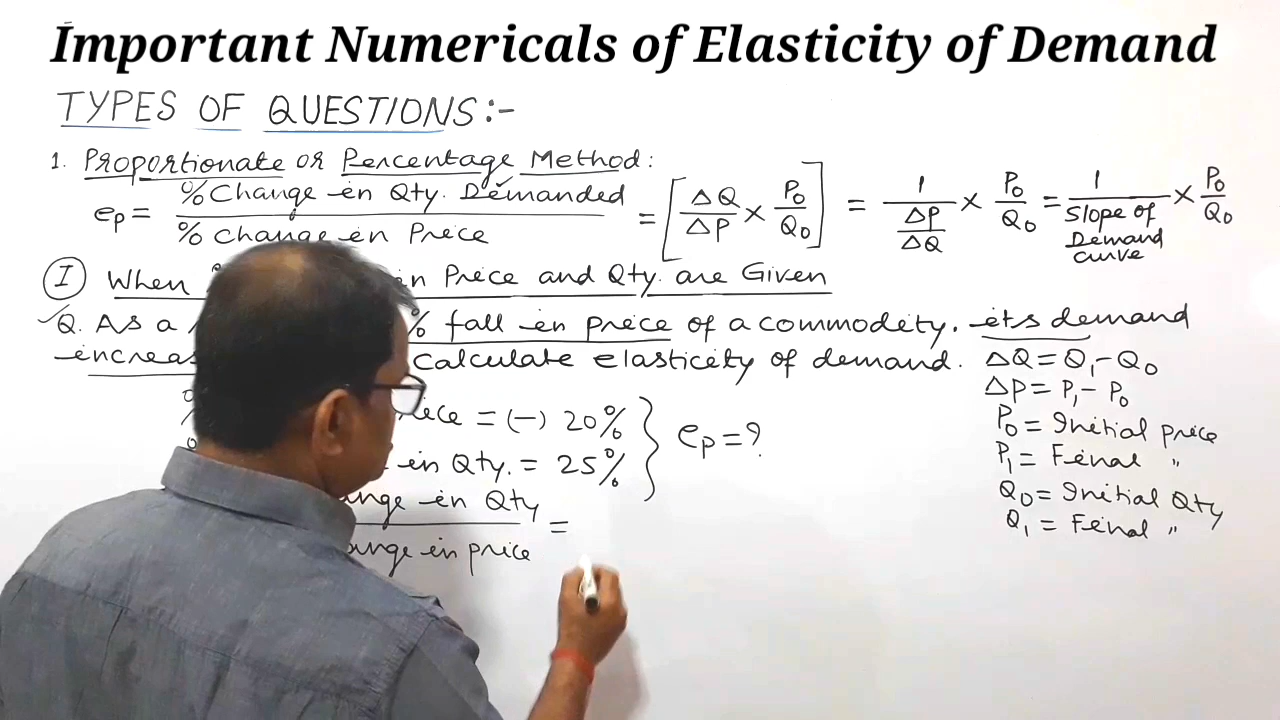 Important Numericals of Elasticity of Demand
TYPES OF QUESTIONS:-
1. Proportionate or Percentage Method:
ep = % Change in Qty. Demanded / % Change in Price = [ΔQ/ΔP × P0/Q0] = 1/(ΔP/ΔQ) × P0/Q0 = 1/Slope of Demand curve × P0/Q0
I When in Price and Qty. are Given
Q. As a % fall in price of a commodity. its demand
increas Calculate elasticity of demand.
ΔQ = Q1 - Q0
ΔP = P1 - P0
% rice = (-) 20%
% in Qty. = 25% } ep = ?
ange in Qty / ange in price =
P0 = Initial price
P1 = Final "
Q0 = Initial Qty
Q1 = Final "